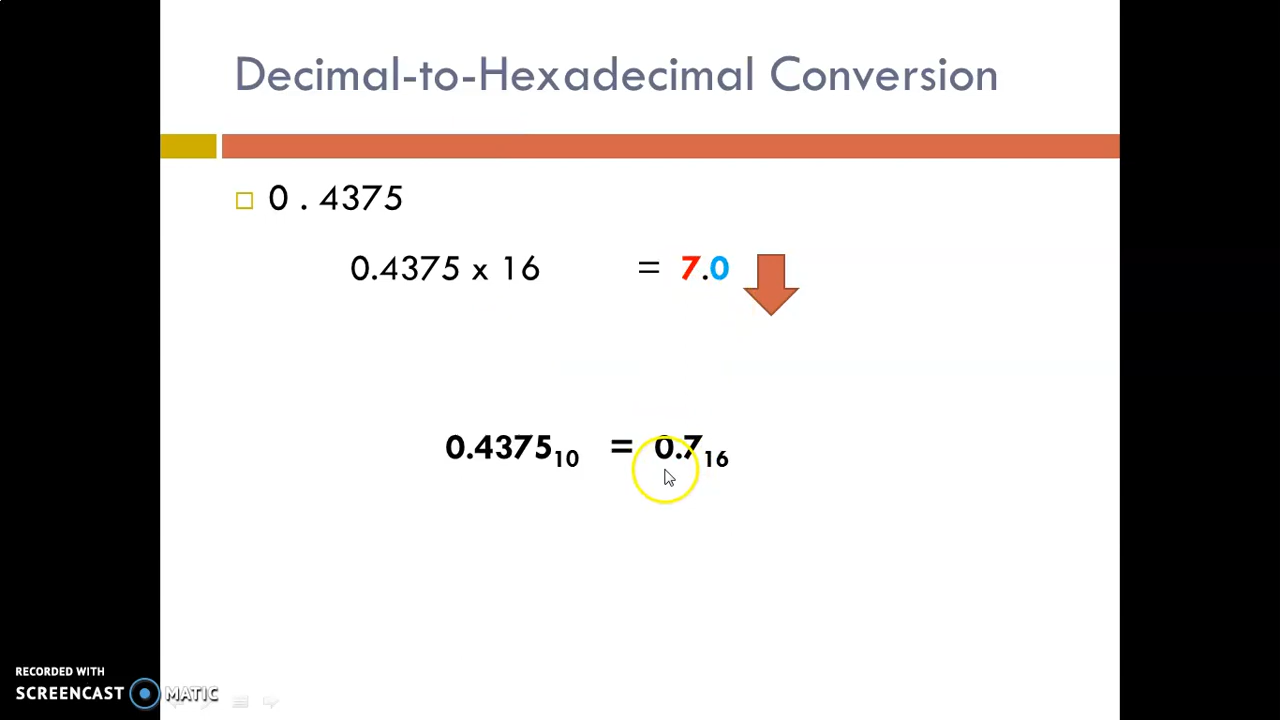 Decimal-to-Hexadecimal Conversion
0 . 4375
0.4375 x 16 = 7.0
0.4375₁₀ = 0.7₁₆
RECORDED WITH
SCREENCAST MATIC